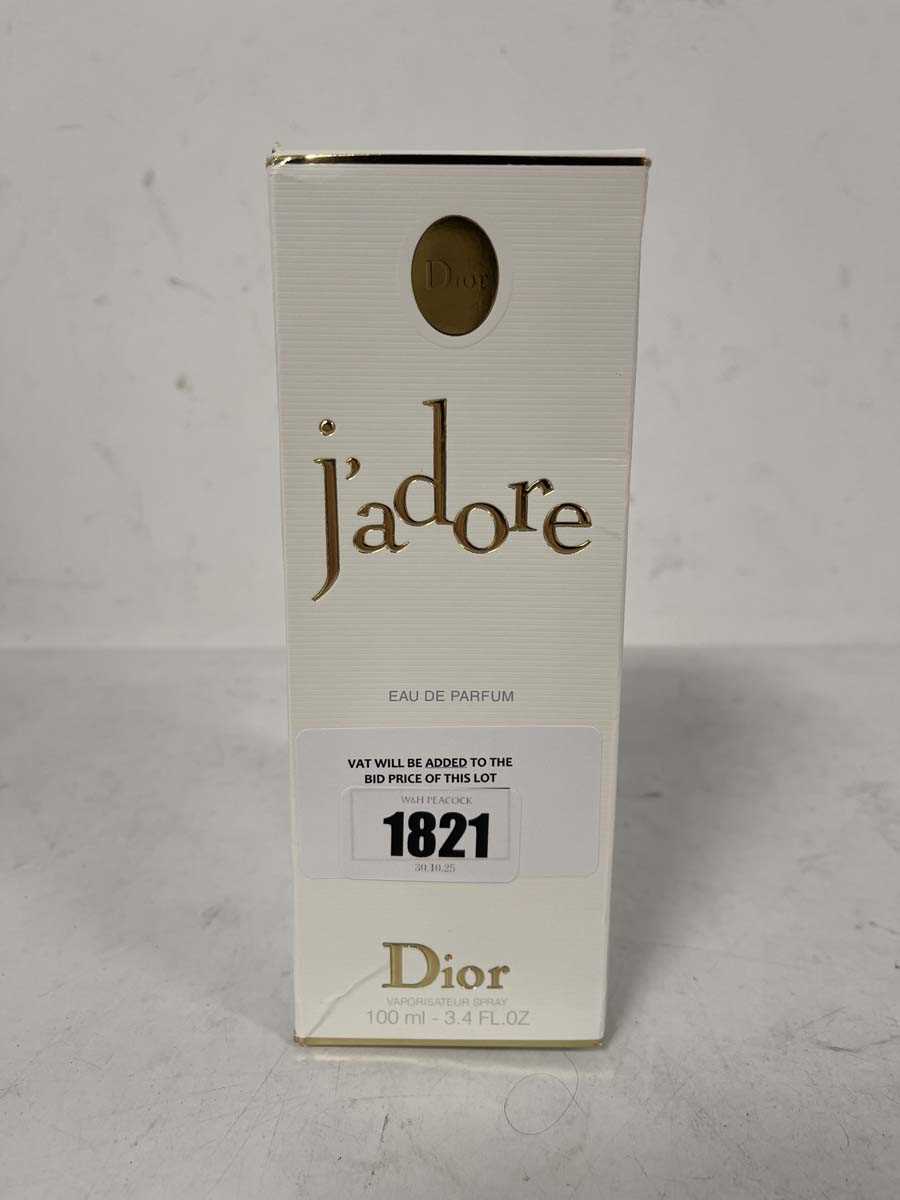 Dior
j'adore
EAU DE PARFUM
VAT WILL BE ADDED TO THE
BID PRICE OF THIS LOT
W&H PEACOCK
1821
30.10.25
Dior
VAPORISATEUR SPRAY
100 ml - 3.4 FL.OZ